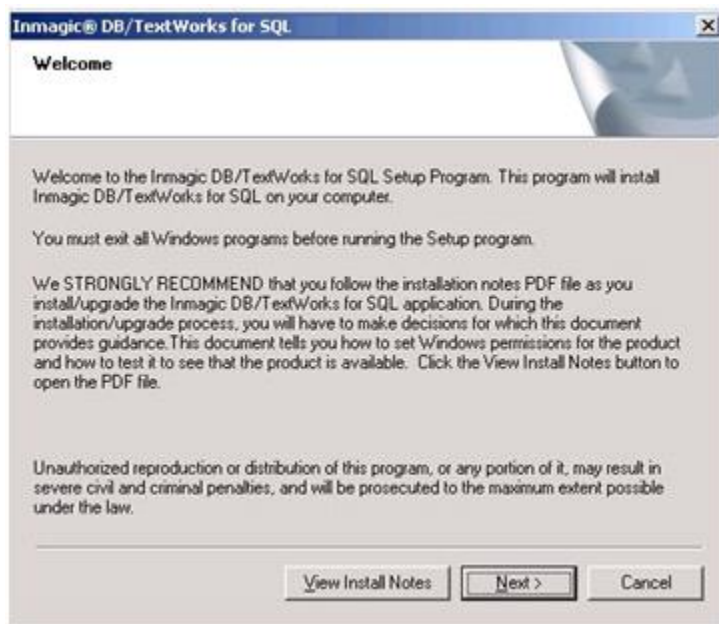 Inmagic® DB/TextWorks for SQL
Welcome
Welcome to the Inmagic DB/TextWorks for SQL Setup Program. This program will install
Inmagic DB/TextWorks for SQL on your computer.
You must exit all Windows programs before running the Setup program.
We STRONGLY RECOMMEND that you follow the installation notes PDF file as you
install/upgrade the Inmagic DB/TextWorks for SQL application. During the
installation/upgrade process, you will have to make decisions for which this document
provides guidance.This document tells you how to set Windows permissions for the product
and how to test it to see that the product is available. Click the View Install Notes button to
open the PDF file.
Unauthorized reproduction or distribution of this program, or any portion of it, may result in
severe civil and criminal penalties, and will be prosecuted to the maximum extent possible
under the law.
View Install Notes
Next >
Cancel